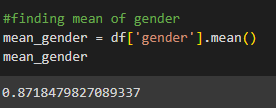 #finding mean of gender
mean_gender = df['gender'].mean()
mean_gender
0.8718479827089337